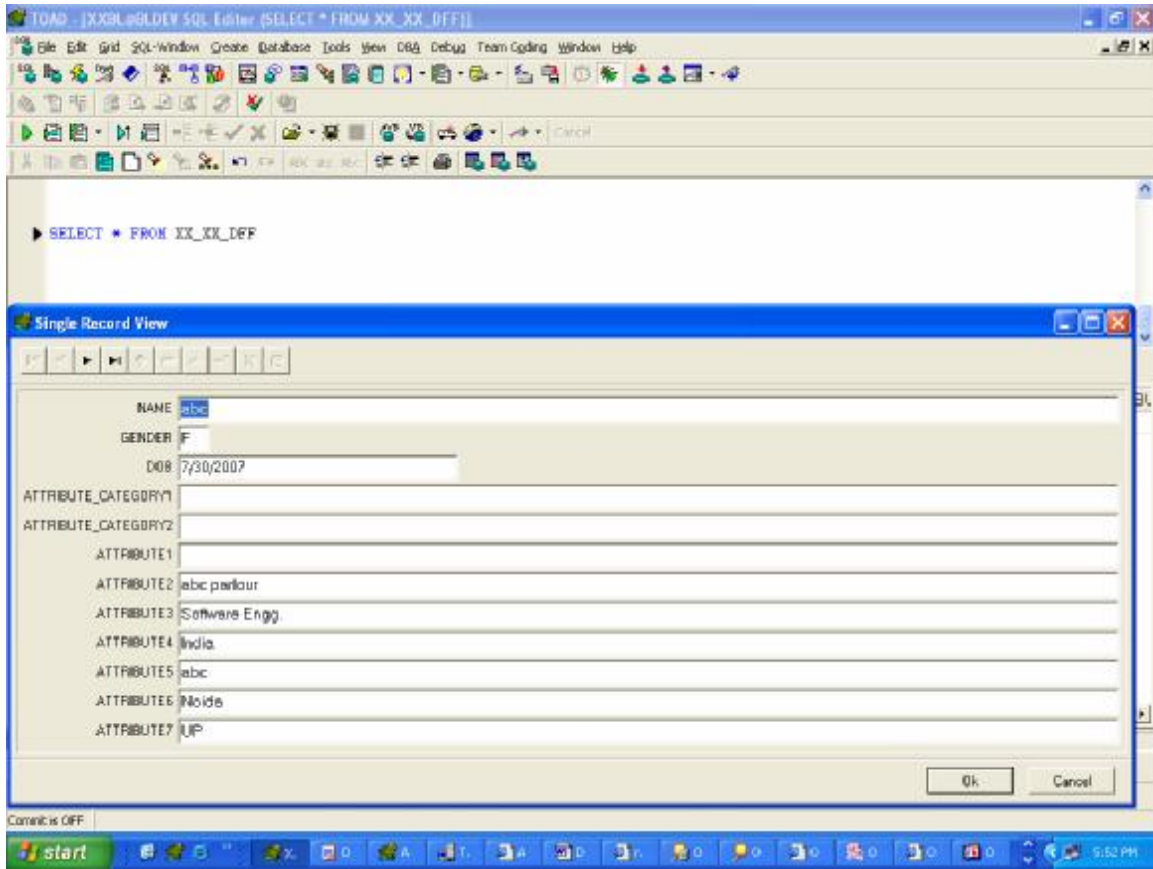 TOAD - [XXBL@BLDEV SQL Editor (SELECT * FROM XX_XX_DFF)]
File Edit Grid SQL-Window Create Database Tools View DBA Debug Team Coding Window Help
Cancel
SELECT * FROM XX_XX_DFF
Single Record View
NAME abc
GENDER F
DOB 7/30/2007
ATTRIBUTE_CATEGORY1
ATTRIBUTE_CATEGORY2
ATTRIBUTE1
ATTRIBUTE2 abc parlour
ATTRIBUTE3 Software Engg.
ATTRIBUTE4 India
ATTRIBUTE5 abc
ATTRIBUTE6 Noida
ATTRIBUTE7 UP
Ok Cancel
Commit is OFF
start 5:52 PM